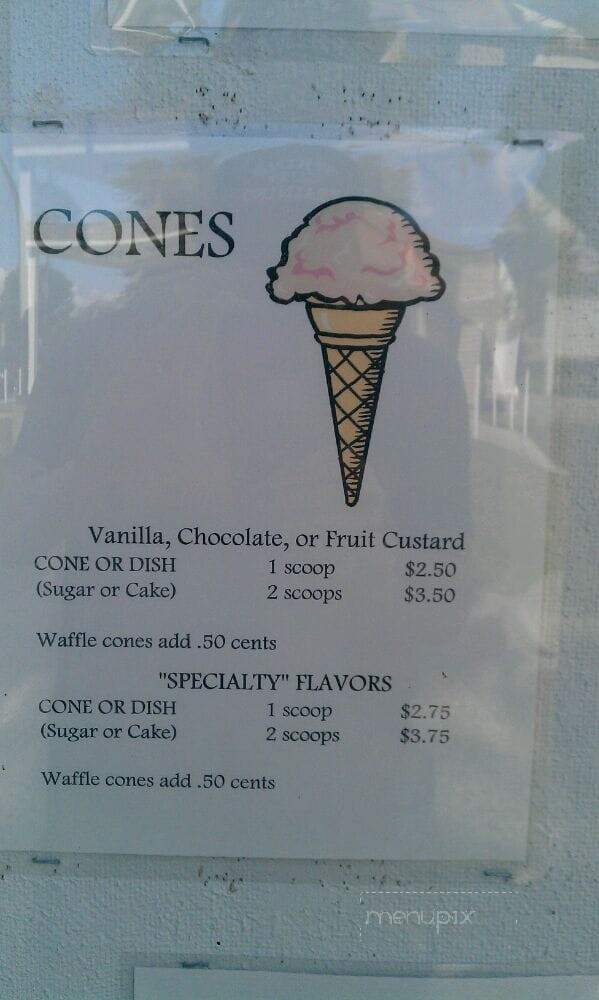 CONES
Vanilla, Chocolate, or Fruit Custard
CONE OR DISH 1 scoop $2.50
(Sugar or Cake) 2 scoops $3.50
Waffle cones add .50 cents
"SPECIALTY" FLAVORS
CONE OR DISH 1 scoop $2.75
(Sugar or Cake) 2 scoops $3.75
Waffle cones add .50 cents
menupix